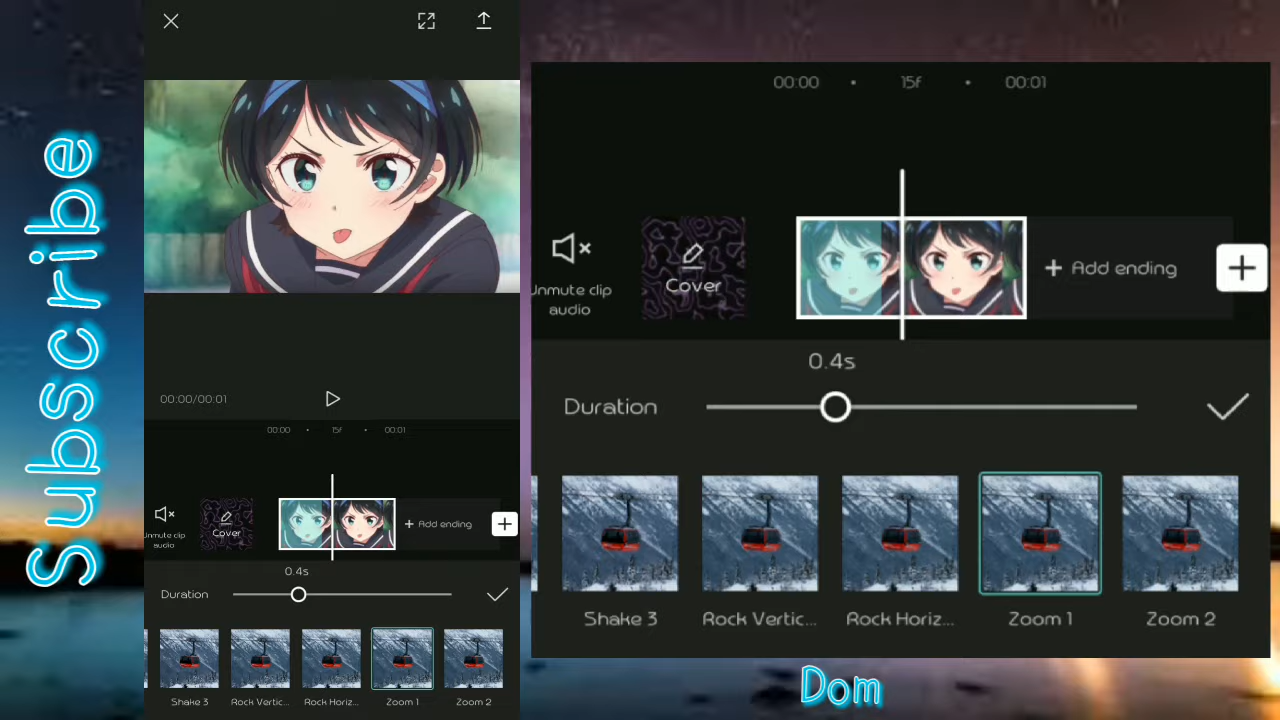 Subscribe
00:00/00:01
00:00 • 15f • 00:01
Unmute clip
audio
Cover
+ Add ending
0.4s
Duration
Shake 3
Rock Vertic...
Rock Horiz...
Zoom 1
Zoom 2
00:00 • 15f • 00:01
Unmute clip
audio
Cover
+ Add ending
0.4s
Duration
Shake 3
Rock Vertic...
Rock Horiz...
Zoom 1
Zoom 2
Dom